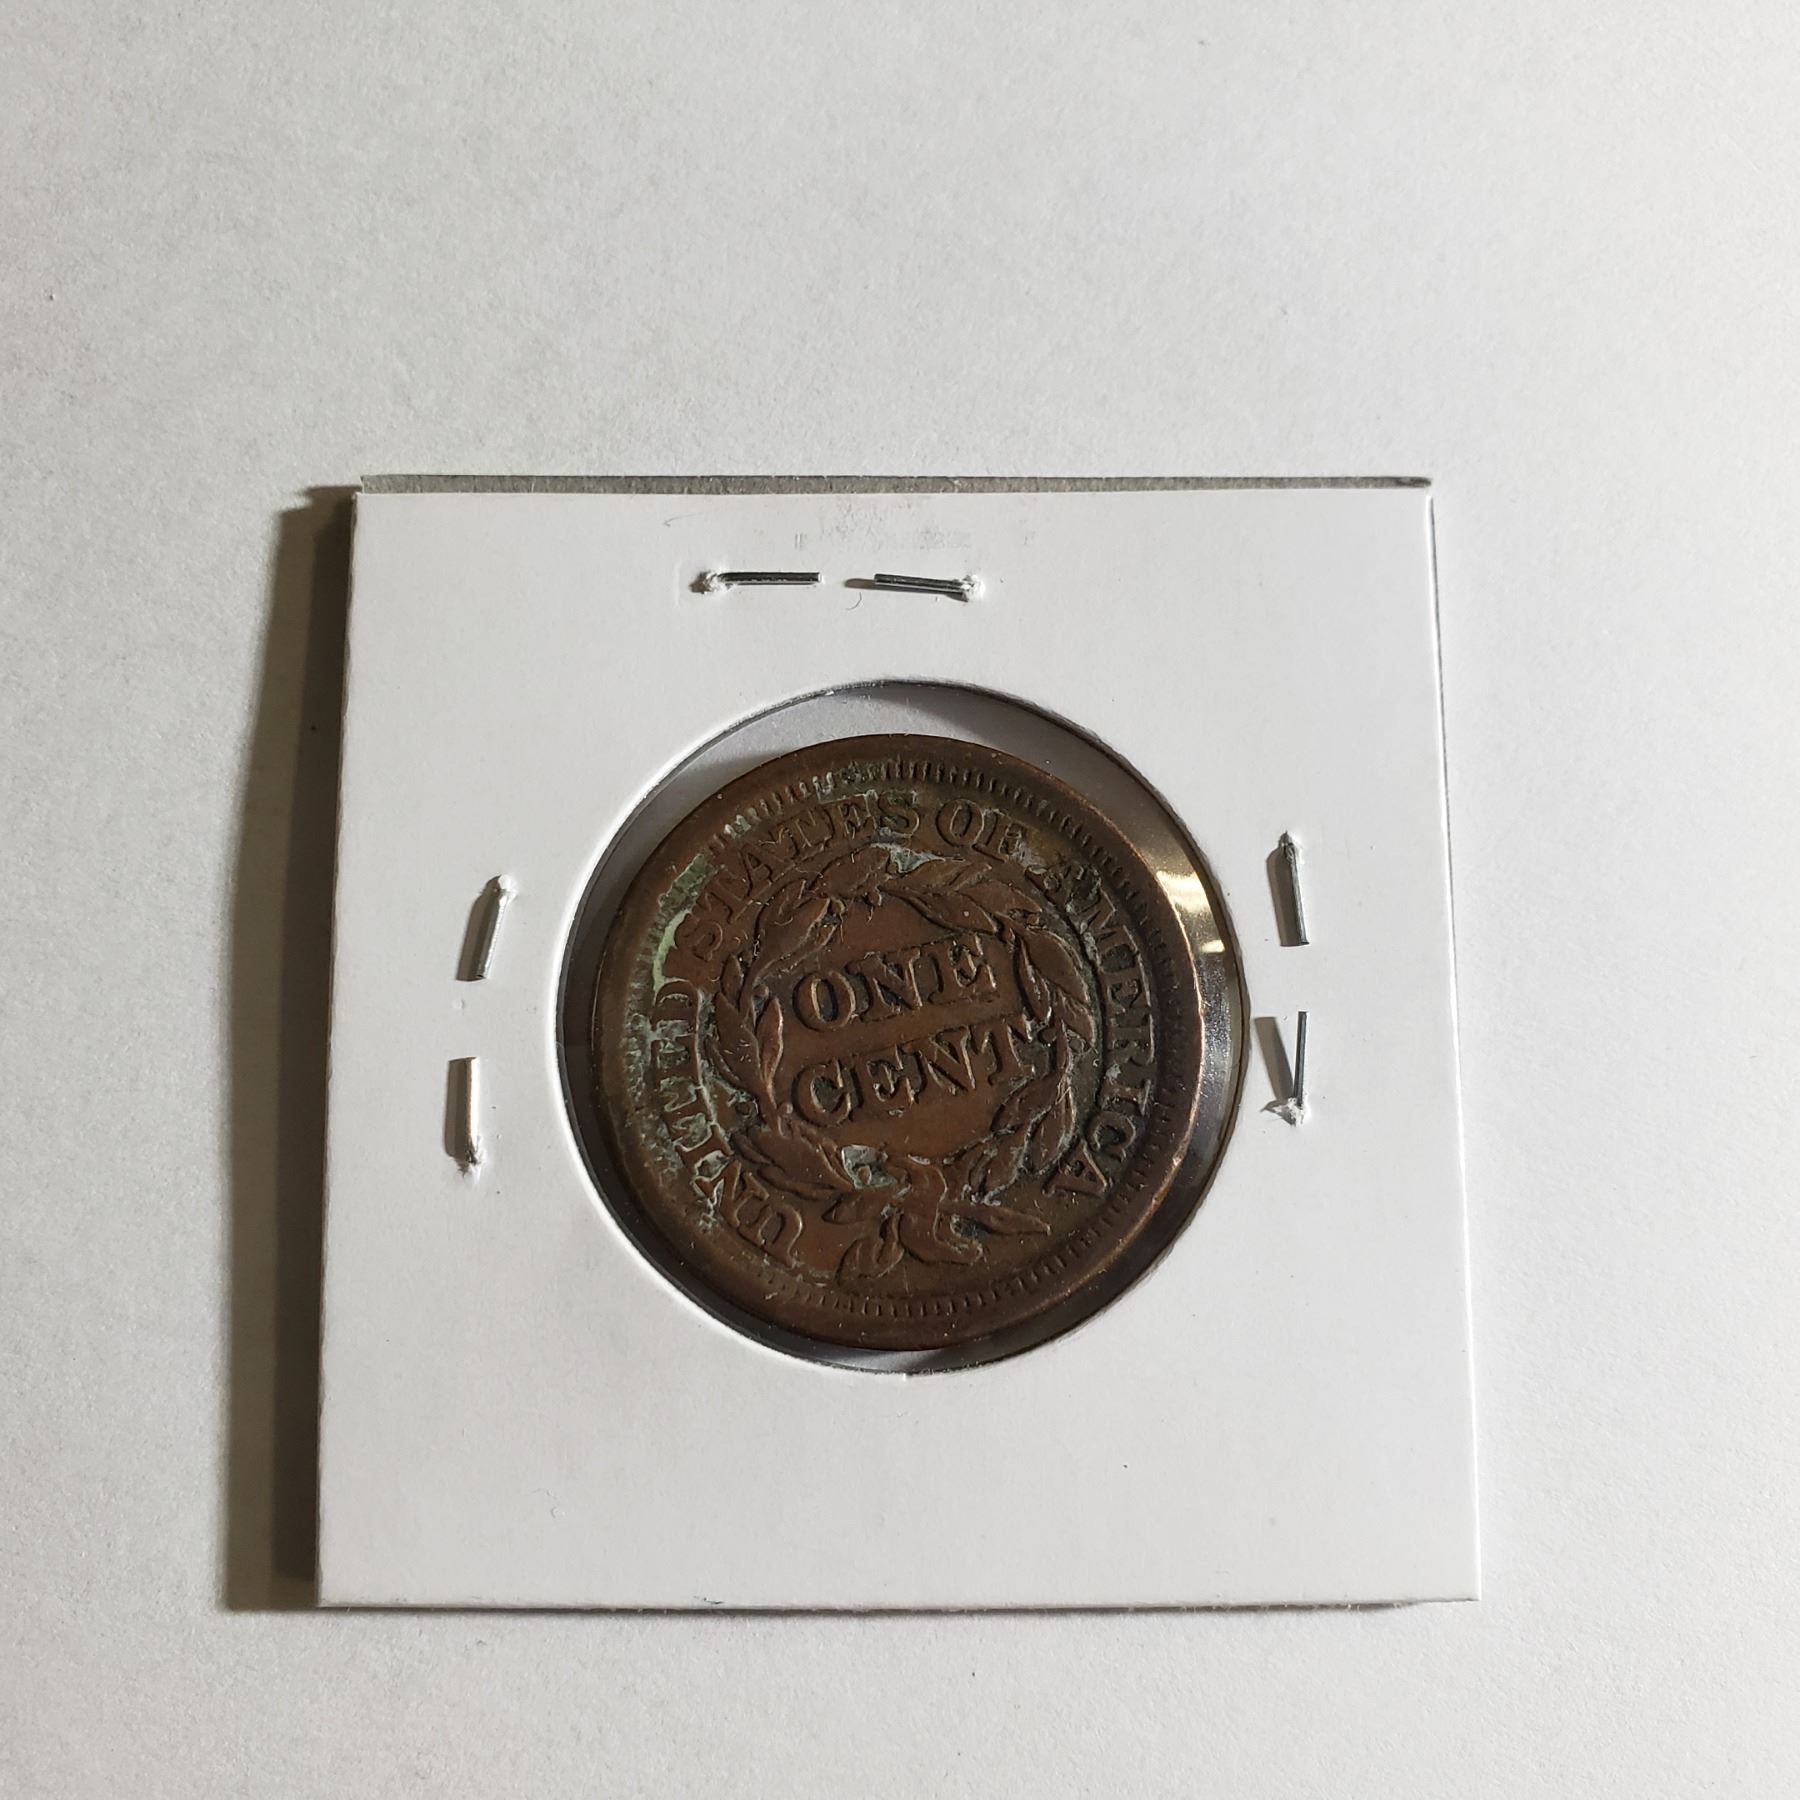 UNITED STATES OF AMERICA
ONE
CENT